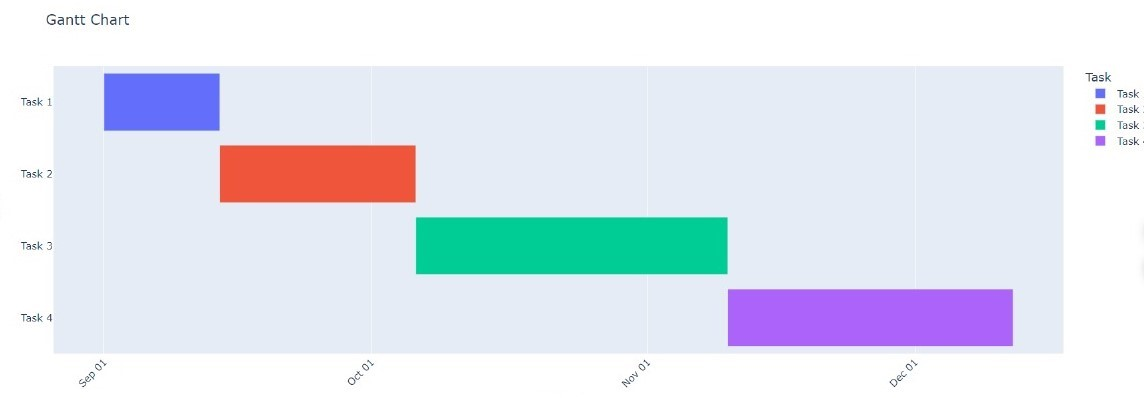 Gantt Chart
Task
Task
Task
Task
Task
Task 1
Task 2
Task 3
Task 4
Sep 01
Oct 01
Nov 01
Dec 01